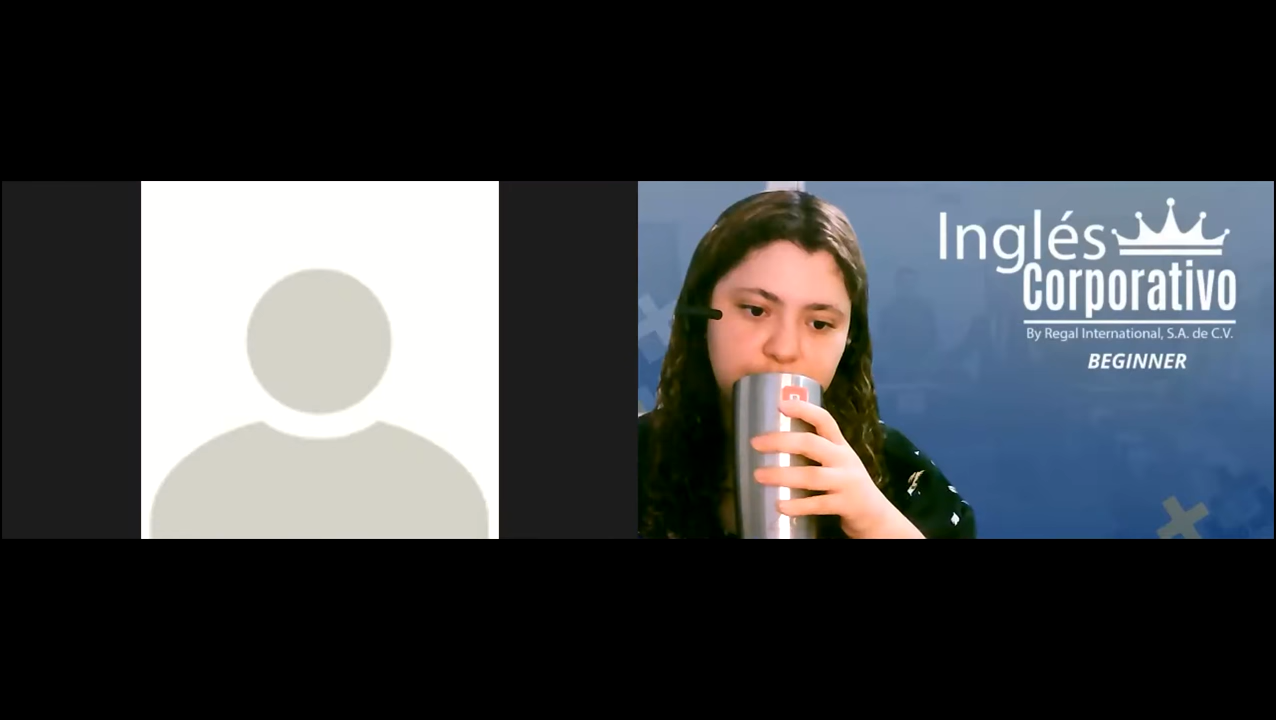 Inglés
Corporativo
By Regal International, S.A. de C.V.
BEGINNER